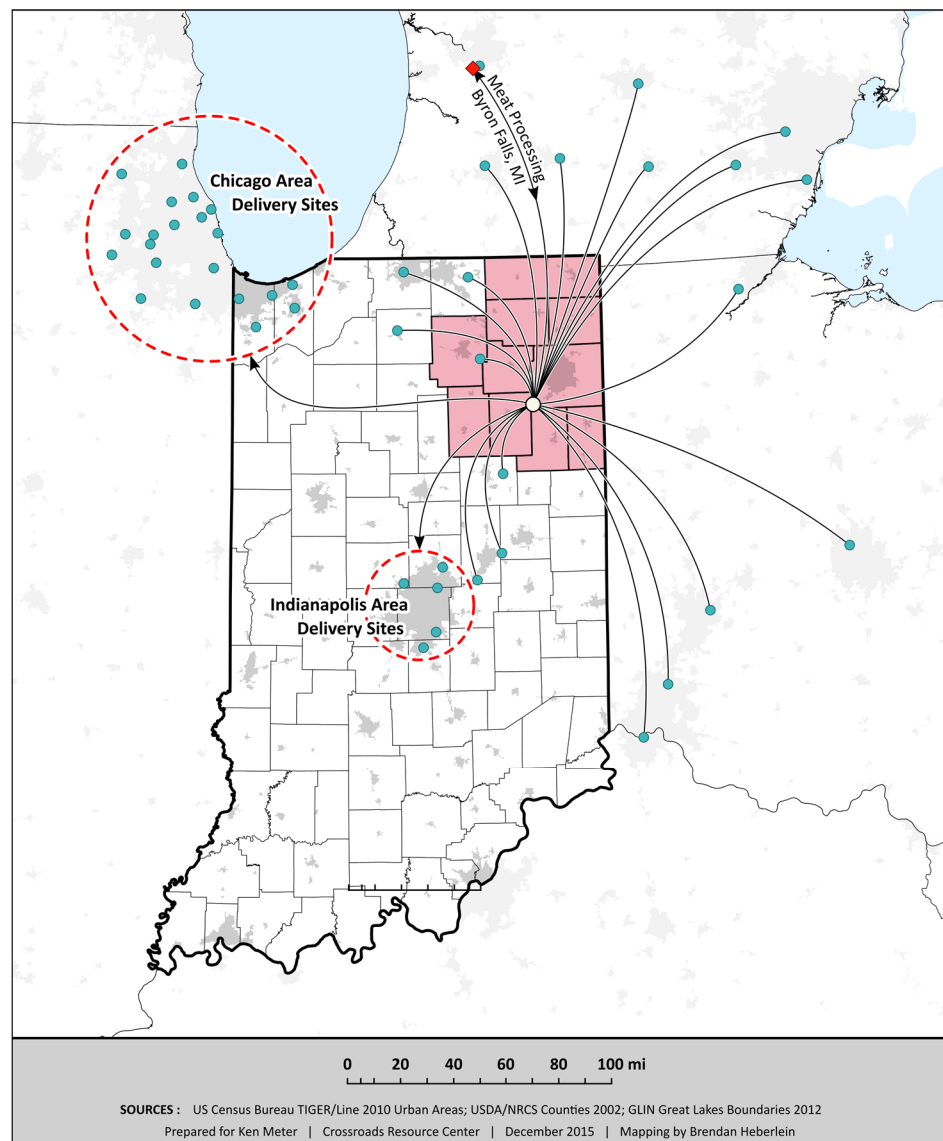 Meat Processing
Byron Falls, MI
Chicago Area
Delivery Sites
Indianapolis Area
Delivery Sites
0 20 40 60 80 100 mi
SOURCES : US Census Bureau TIGER/Line 2010 Urban Areas; USDA/NRCS Counties 2002; GLIN Great Lakes Boundaries 2012
Prepared for Ken Meter | Crossroads Resource Center | December 2015 | Mapping by Brendan Heberlein